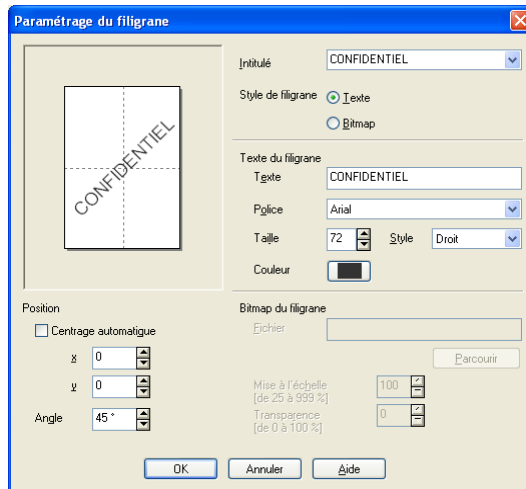 Paramétrage du filigrane
CONFIDENTIEL
Intitulé CONFIDENTIEL
Style de filigrane Texte
Bitmap
Texte du filigrane
Texte CONFIDENTIEL
Police Arial
Taille 72 Style Droit
Couleur
Position
Centrage automatique
x 0
y 0
Angle 45 °
Bitmap du filigrane
Fichier
Parcourir
Mise à l'échelle 100
[de 25 à 999 %]
Transparence 0
[de 0 à 100 %]
OK Annuler Aide